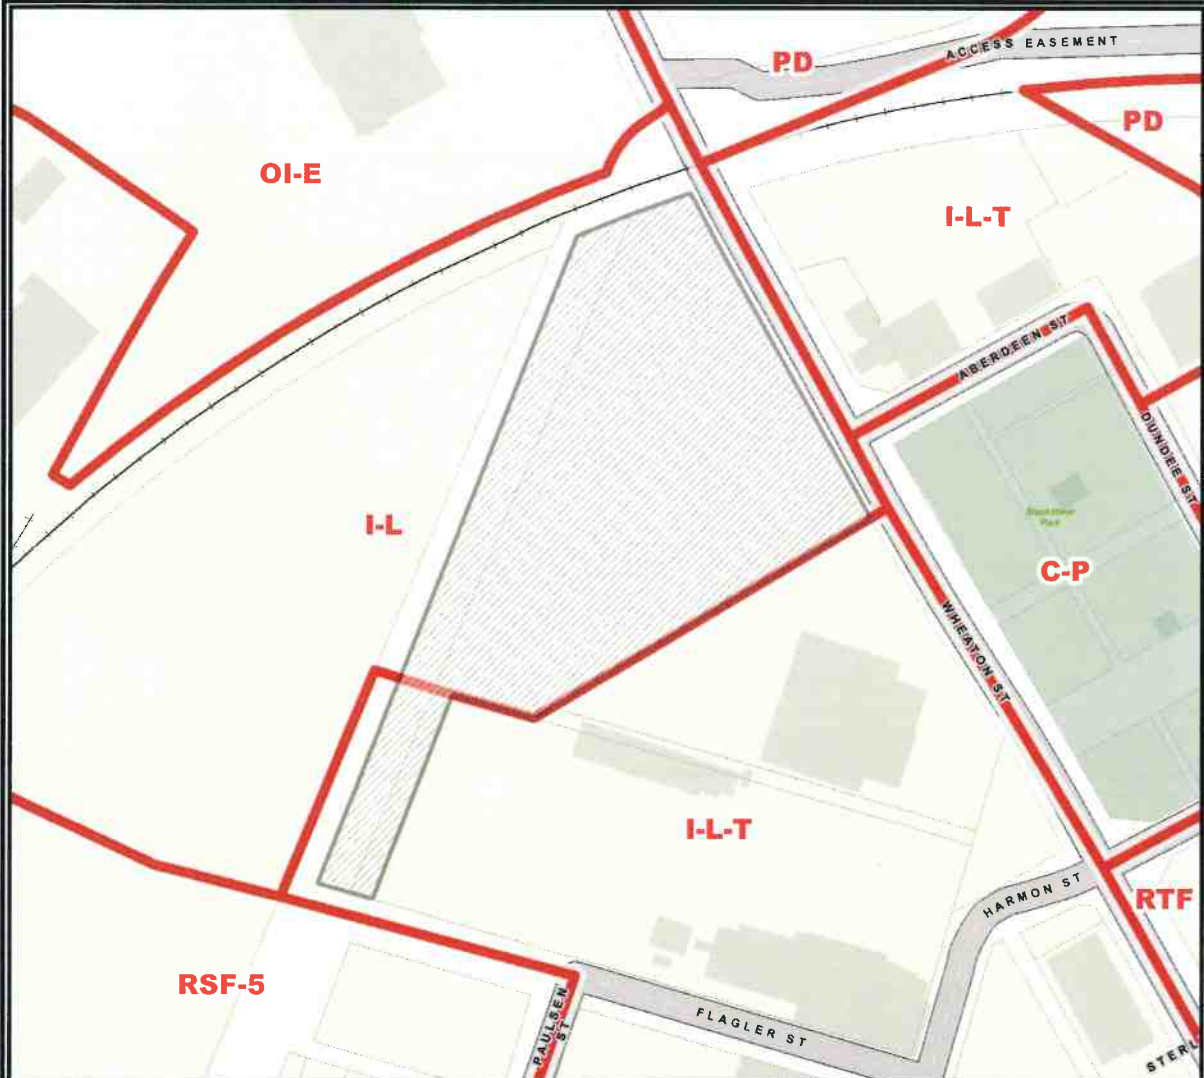 ACCESS EASEMENT
PD
PD
OI-E
I-L-T
ABERDEEN ST
DUNDEE ST
I-L
Park
C-P
WHEATON ST
I-L-T
HARMON ST
RTF
RSF-5
PAULSEN ST
FLAGLER ST